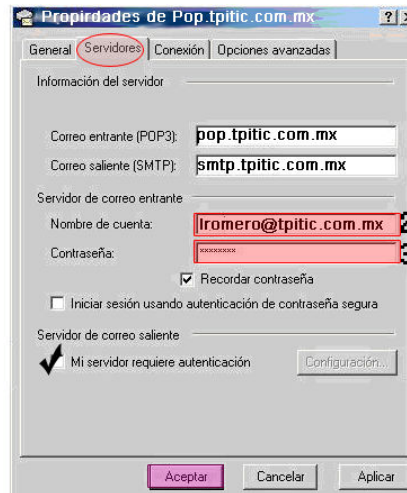 Propirdades de Pop.tpitic.com.mx
General Servidores Conexión Opciones avanzadas
Información del servidor
Correo entrante (POP3): pop.tpitic.com.mx
Correo saliente (SMTP): smtp.tpitic.com.mx
Servidor de correo entrante
Nombre de cuenta: lromero@tpitic.com.mx
Contraseña: ********
Recordar contraseña
Iniciar sesión usando autenticación de contraseña segura
Servidor de correo saliente
Mi servidor requiere autenticación Configuración...
Aceptar Cancelar Aplicar